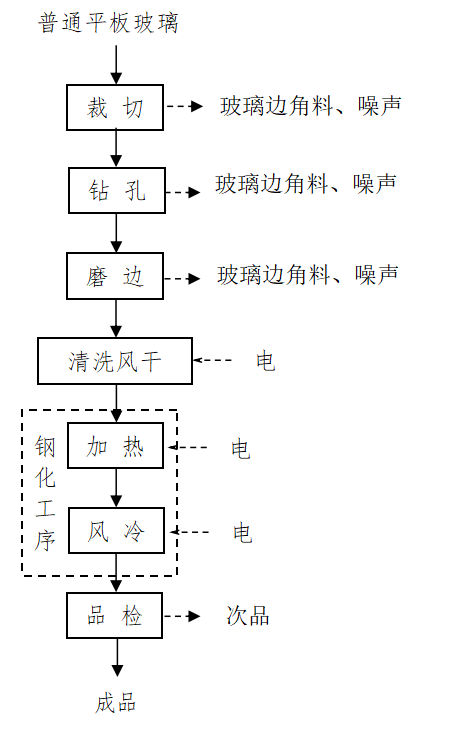 普通平板玻璃
裁 切
玻璃边角料、噪声
钻 孔
玻璃边角料、噪声
磨 边
玻璃边角料、噪声
清洗风干
电
钢化工序
加 热
电
风 冷
电
品 检
次品
成品